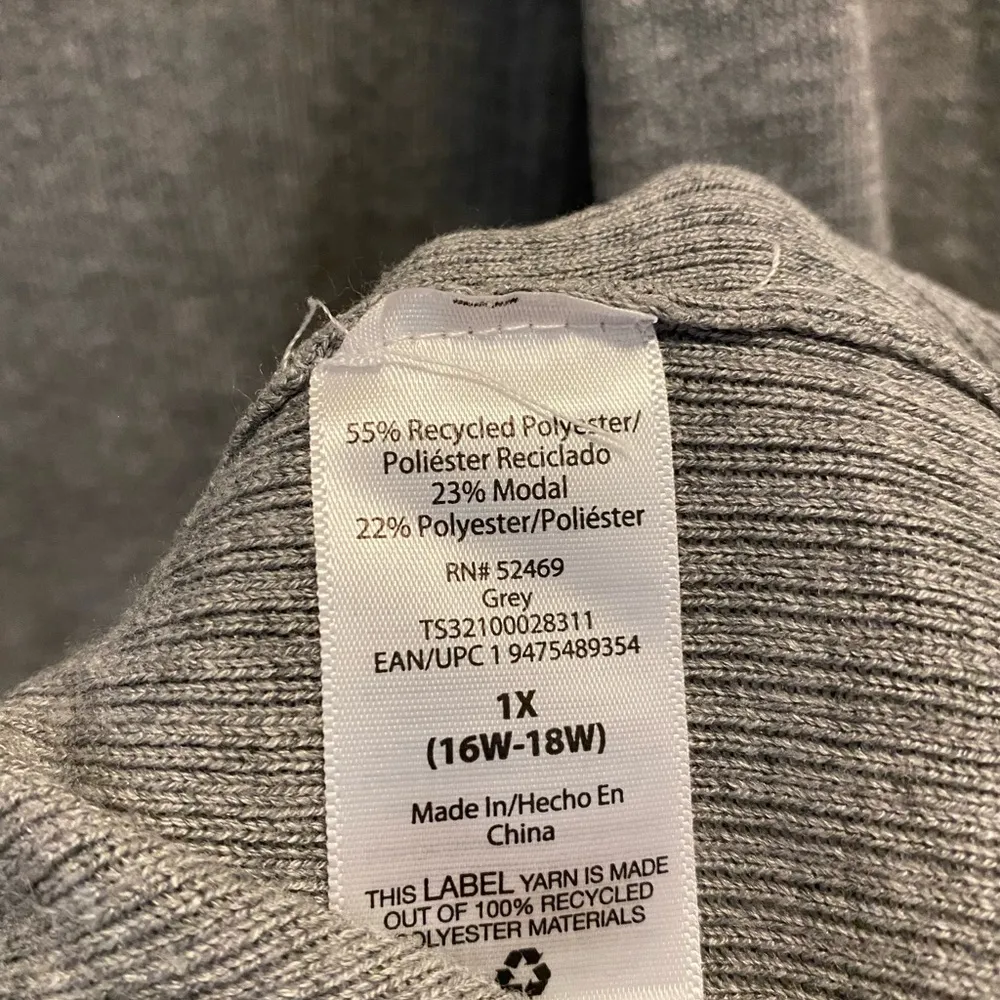 55% Recycled Polyester/
Poliéster Reciclado
23% Modal
22% Polyester/Poliéster
RN# 52469
Grey
TS32100028311
EAN/UPC 1 9475489354
1X
(16W-18W)
Made In/Hecho En
China
THIS LABEL YARN IS MADE
OUT OF 100% RECYCLED
POLYESTER MATERIALS